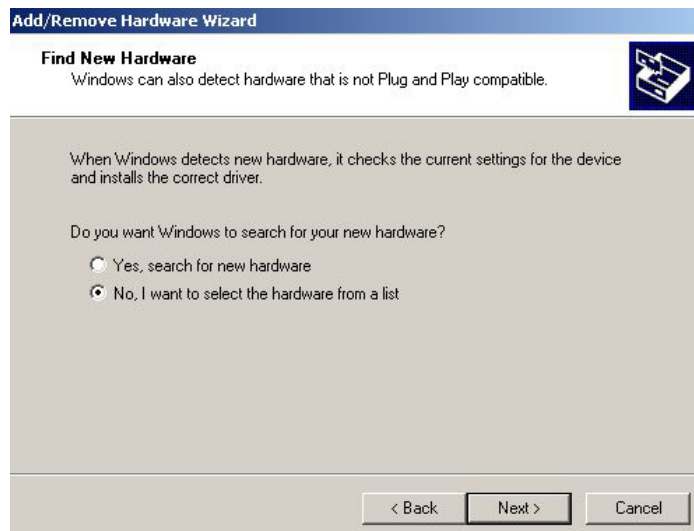 Add/Remove Hardware Wizard
Find New Hardware
Windows can also detect hardware that is not Plug and Play compatible.
When Windows detects new hardware, it checks the current settings for the device
and installs the correct driver.
Do you want Windows to search for your new hardware?
Yes, search for new hardware
No, I want to select the hardware from a list
< Back Next > Cancel